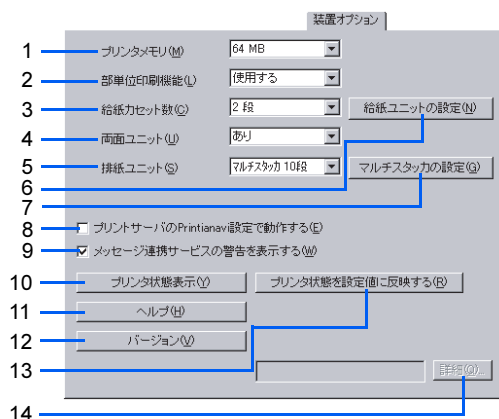 装置オプション
1 プリンタメモリ(M) 64 MB
2 部単位印刷機能(L) 使用する
3 給紙カセット数(C) 2 段 給紙ユニットの設定(N)
4 両面ユニット(U) あり
5 排紙ユニット(S) マルチスタッカ 10段 マルチスタッカの設定(G)
6
7
8 プリントサーバのPrintianavi設定で動作する(E)
9 メッセージ連携サービスの警告を表示する(W)
10 プリンタ状態表示(Y) プリンタ状態を設定値に反映する(R)
11 ヘルプ(H)
12 バージョン(V)
13
詳細(Q)...
14